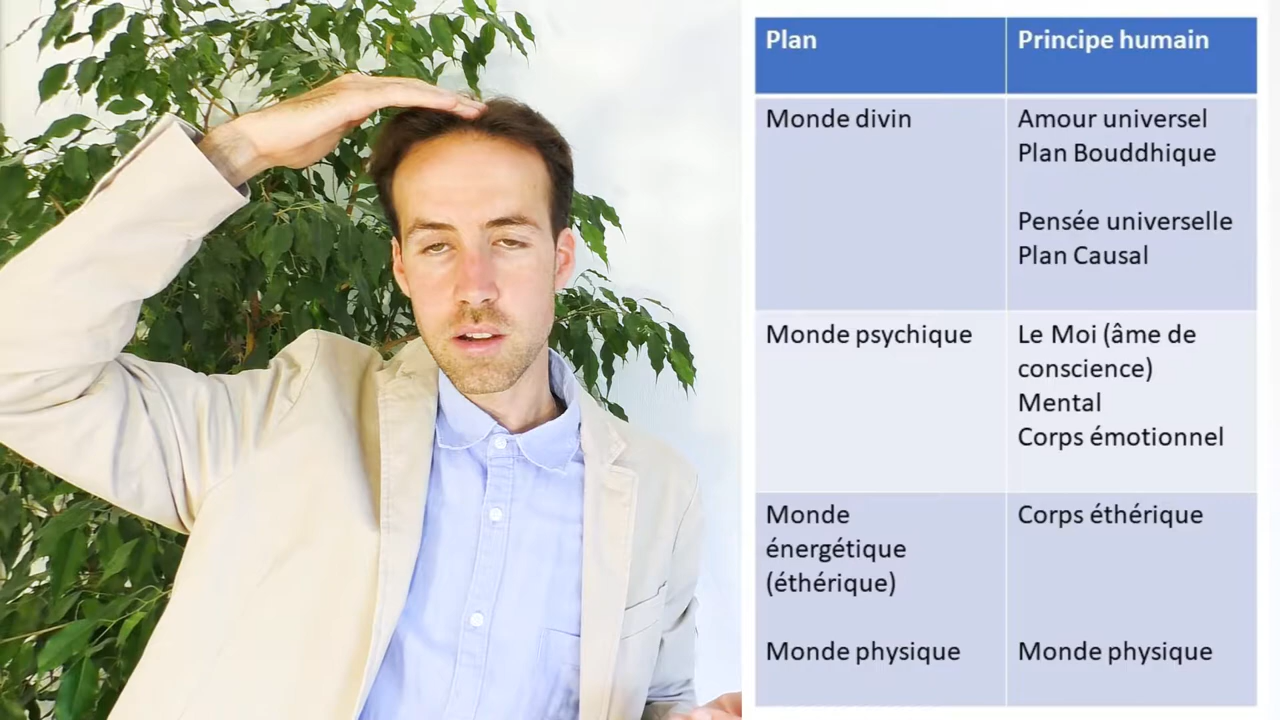 Plan
Principe humain
Monde divin
Amour universel
Plan Bouddhique
Pensée universelle
Plan Causal
Monde psychique
Le Moi (âme de
conscience)
Mental
Corps émotionnel
Monde
énergétique
(éthérique)
Corps éthérique
Monde physique
Monde physique